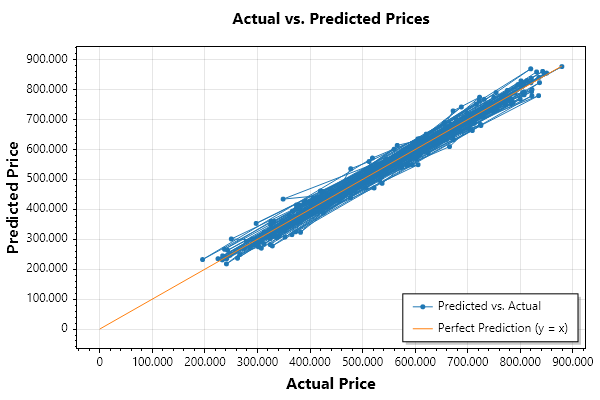 Actual vs. Predicted Prices
Predicted Price
900.000
800.000
700.000
600.000
500.000
400.000
300.000
200.000
100.000
0
Predicted vs. Actual
Perfect Prediction (y = x)
0 100.000 200.000 300.000 400.000 500.000 600.000 700.000 800.000 900.000
Actual Price